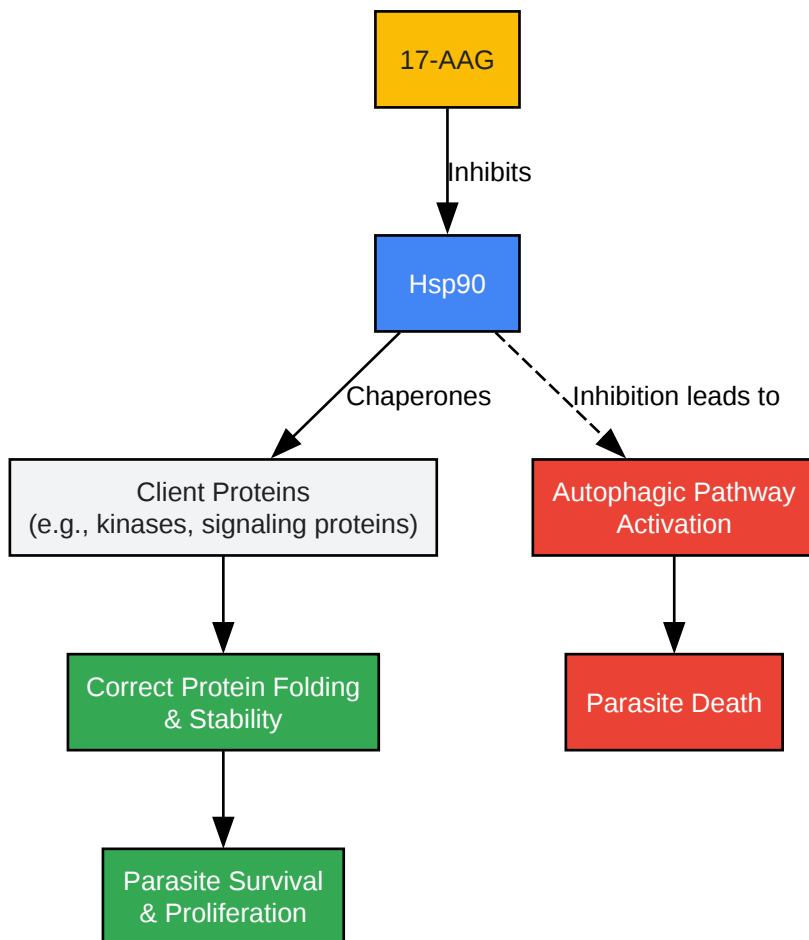 17-AAG
Inhibits
Hsp90
Chaperones
Inhibition leads to
Client Proteins
(e.g., kinases, signaling proteins)
Autophagic Pathway
Activation
Correct Protein Folding
& Stability
Parasite Death
Parasite Survival
& Proliferation